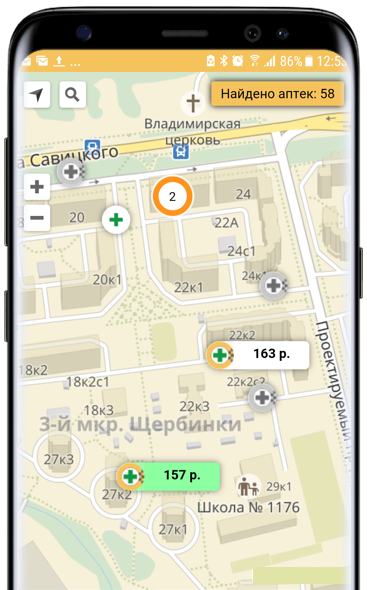 86% 12:5
Найдено аптек: 58
Владимирская
церковь
а Савицкого
2
24
20
22А
24с1
20к1
22к1
24к
22к2
163 р.
18к2
18к2с1
22к2с2
18к3
22к3
3-й мкр. Щербинки
Проектируемый
27к3
157 р.
27к2
29к1
Школа № 1176
27к1